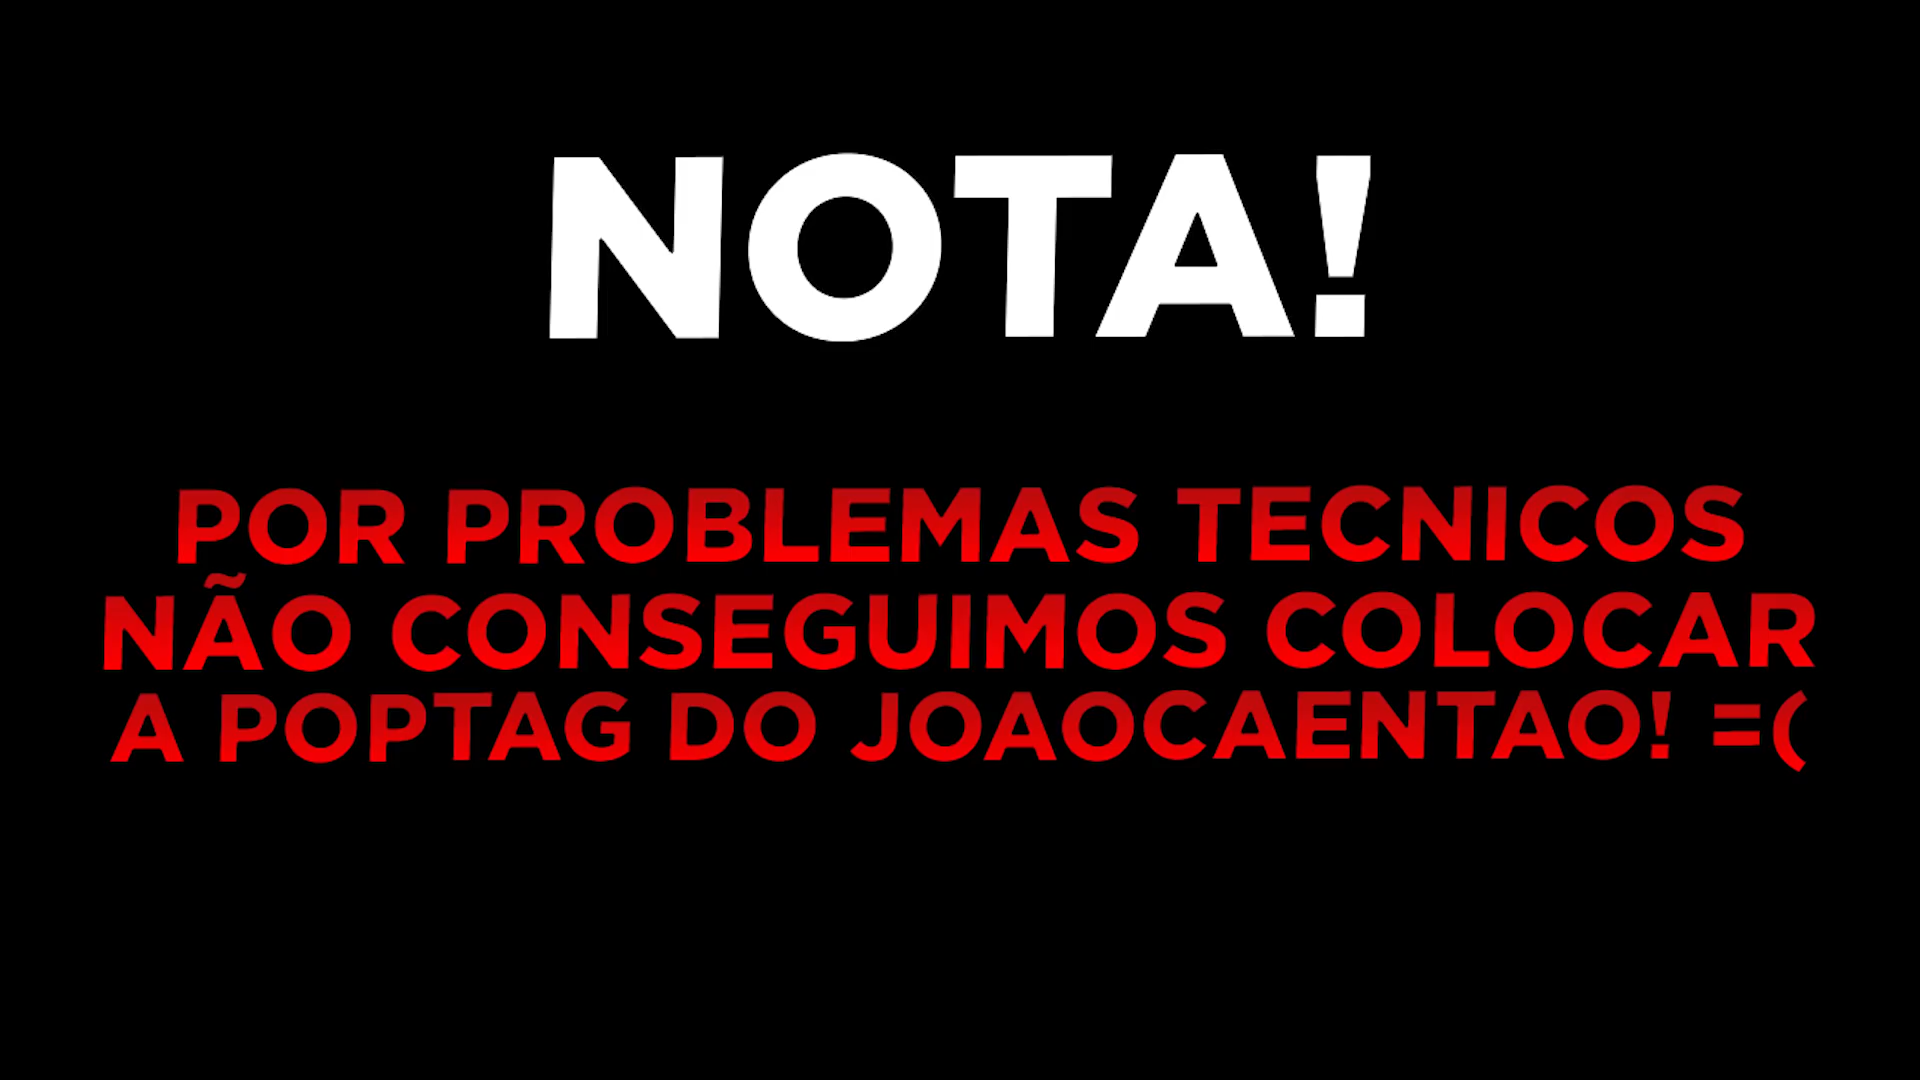 NOTA!
POR PROBLEMAS TECNICOS
NÃO CONSEGUIMOS COLOCAR
A POPTAG DO JOAOCAENTAO! =(